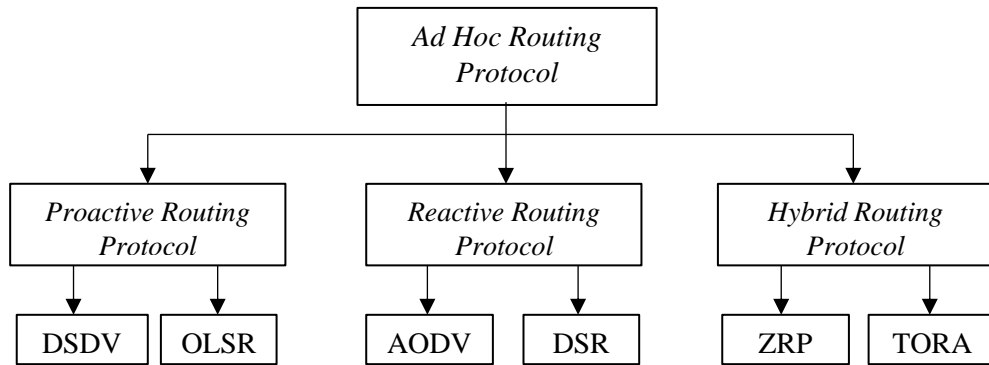 Ad Hoc Routing
Protocol
Proactive Routing
Protocol
Reactive Routing
Protocol
Hybrid Routing
Protocol
DSDV
OLSR
AODV
DSR
ZRP
TORA